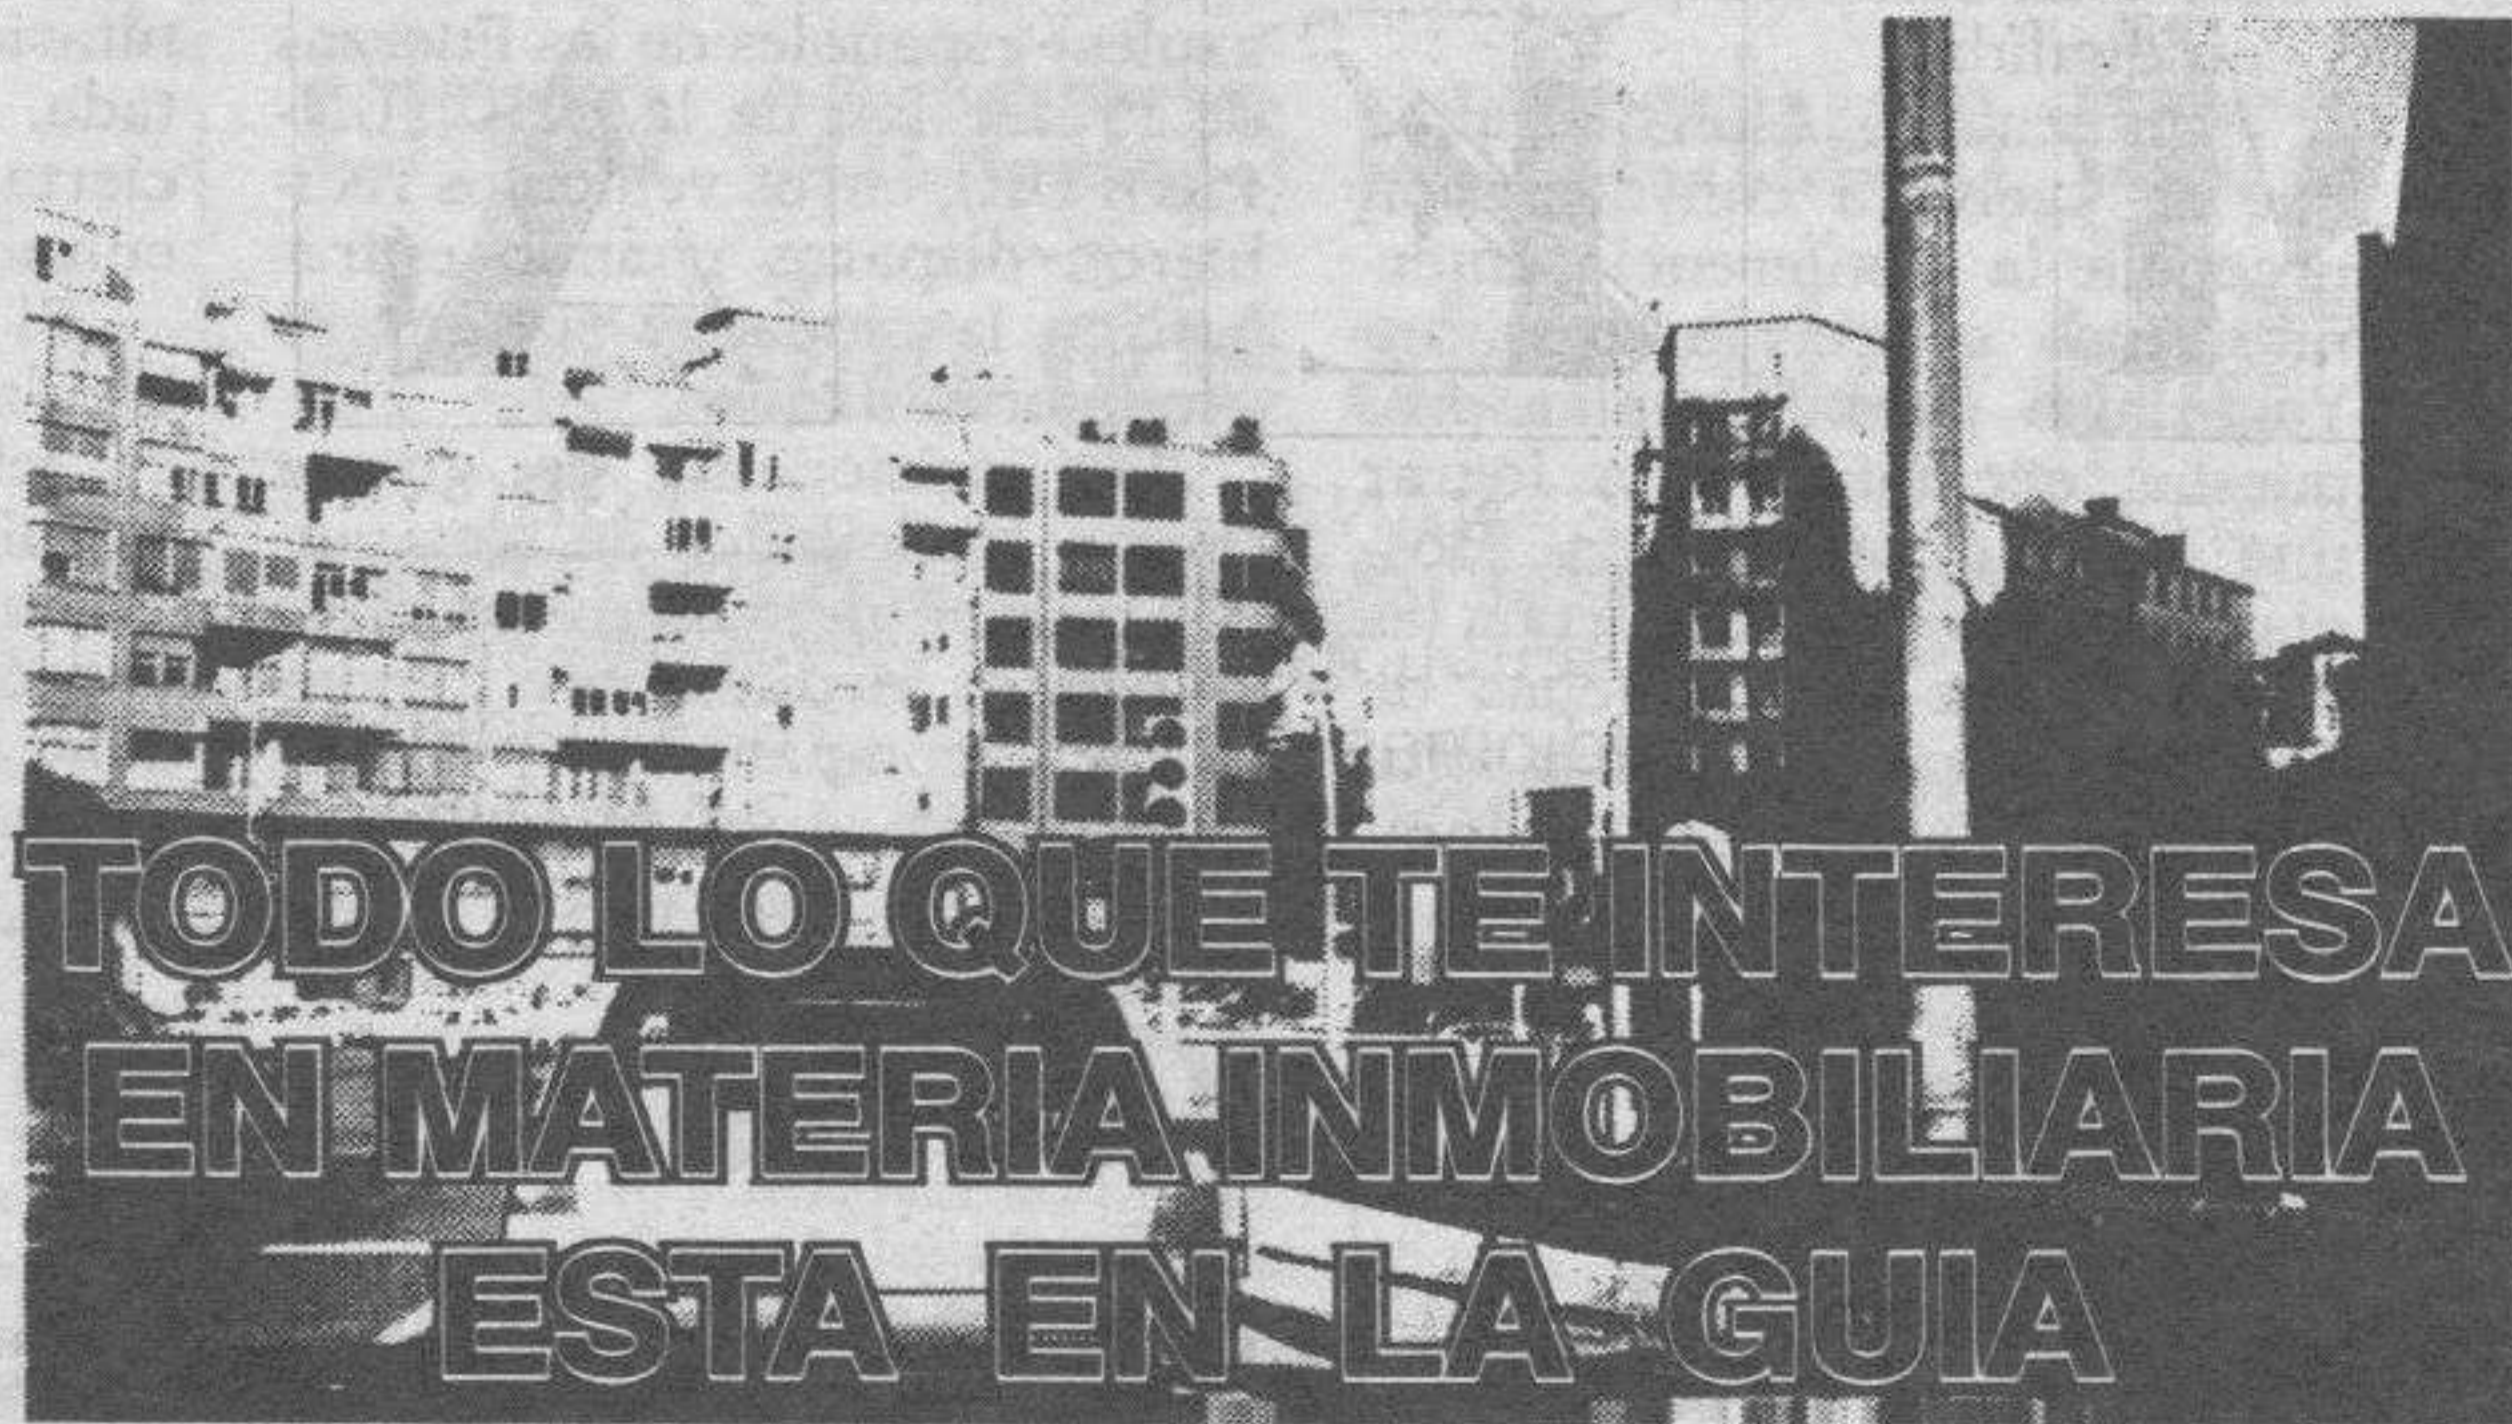 TODO LO QUE TE INTERESA
EN MATERIA INMOBILIARIA
ESTA EN LA GUIA